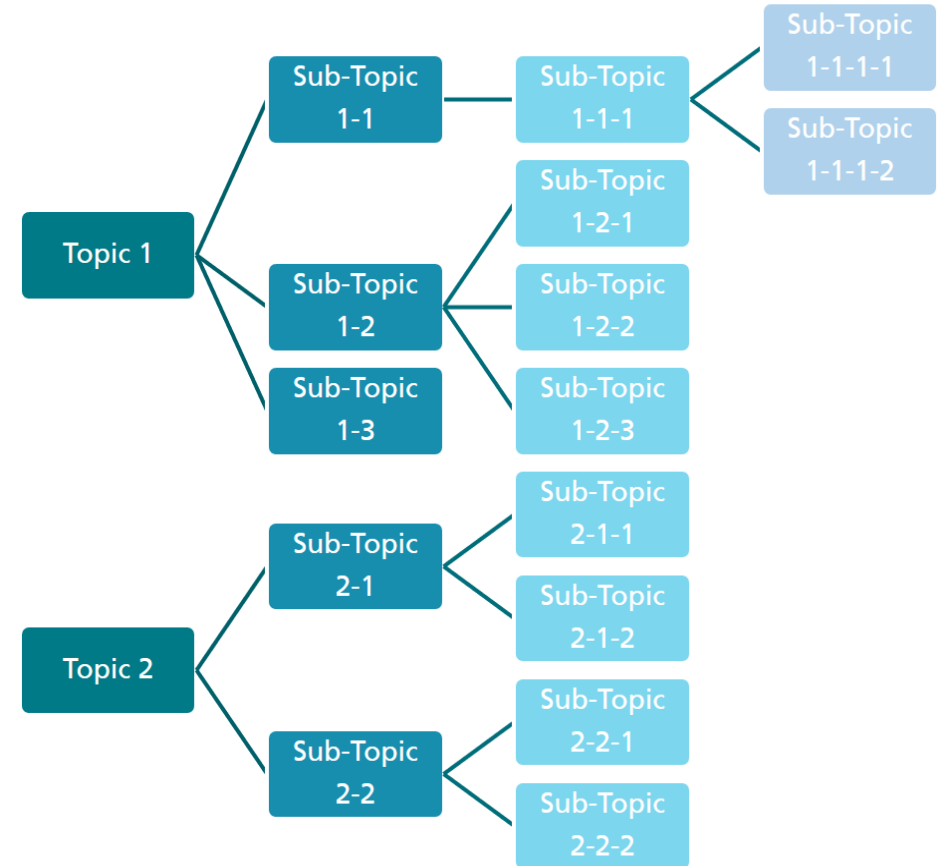 Topic 1
Sub-Topic
1-1
Sub-Topic
1-1-1
Sub-Topic
1-1-1-1
Sub-Topic
1-1-1-2
Sub-Topic
1-2
Sub-Topic
1-2-1
Sub-Topic
1-2-2
Sub-Topic
1-2-3
Sub-Topic
1-3
Topic 2
Sub-Topic
2-1
Sub-Topic
2-1-1
Sub-Topic
2-1-2
Sub-Topic
2-2
Sub-Topic
2-2-1
Sub-Topic
2-2-2